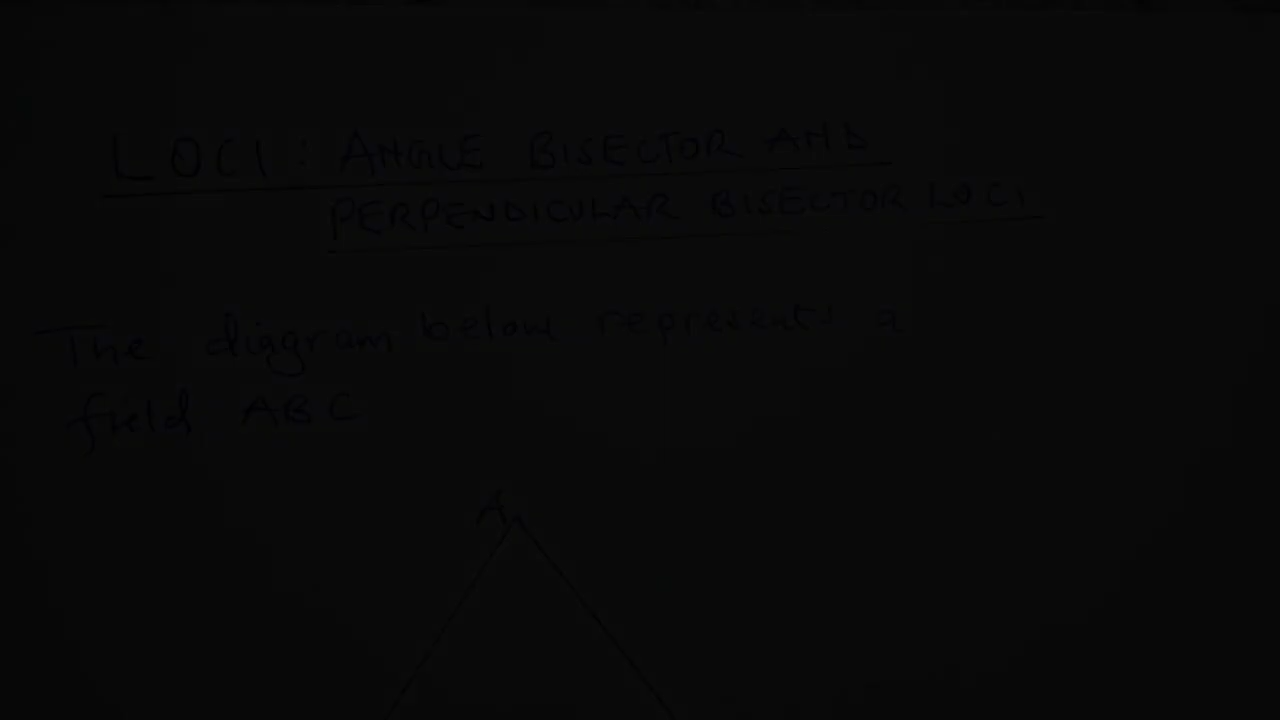 LOCI : ANGLE BISECTOR AND
PERPENDICULAR BISECTOR LOCI
The diagram below represents a
field ABC
A